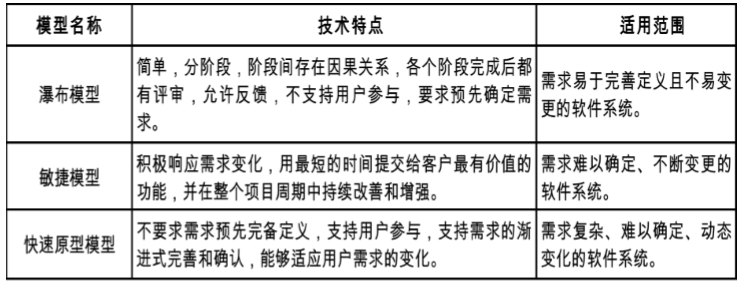 模型名称 技术特点 适用范围
瀑布模型
简单，分阶段，阶段间存在因果关系，各个阶段完成后都
有评审，允许反馈，不支持用户参与，要求预先确定需
求。
需求易于完善定义且不易变
更的软件系统。
敏捷模型
积极响应需求变化，用最短的时间提交给客户最有价值的
功能，并在整个项目周期中持续改善和增强。
需求难以确定、不断变更的
软件系统。
快速原型模型
不要求需求预先完备定义，支持用户参与，支持需求的渐
进式完善和确认，能够适应用户需求的变化。
需求复杂、难以确定、动态
变化的软件系统。